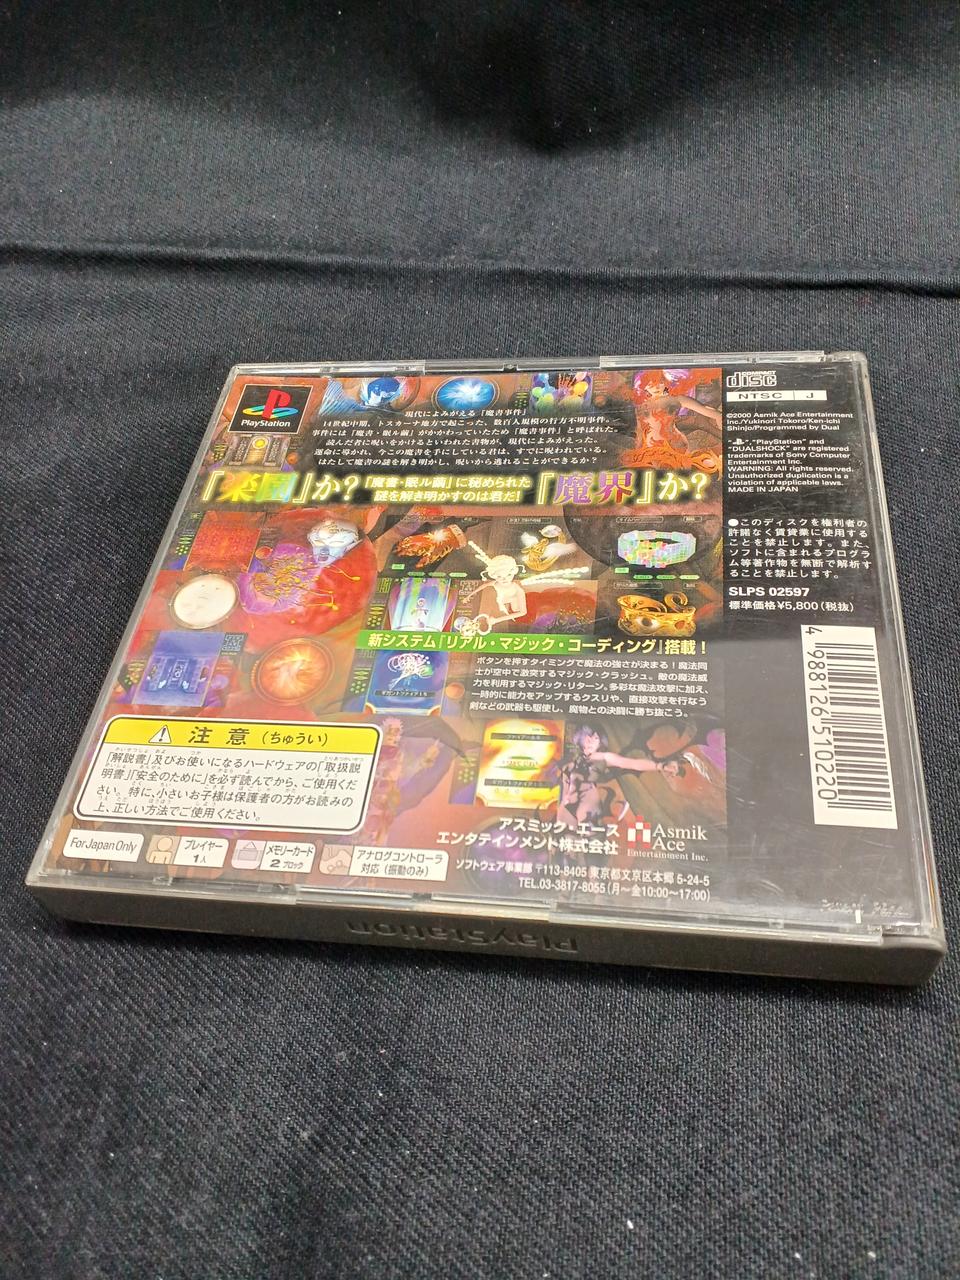 PlayStation
現代によみがえる『魔書事件』
14世紀中期、トスカーナ地方で起こった、数百人規模の行方不明事件。
事件には『魔書・眠ル繭』がかかわっていたため『魔書事件』と呼ばれた。
読んだ者に呪いをかけるといわれた書物が、現代によみがえった。
運命に導かれ、今この魔書を手にしている君は、すでに呪われている。
はたして魔書の謎を解き明かし、呪いから逃れることができるか?
『楽園』か?『魔書・眠ル繭』に秘められた
謎を解き明かすのは君だ!『魔界』か?
新システム『リアル・マジック・コーディング』搭載!
ボタンを押すタイミングで魔法の強さが決まる!魔法同
士が空中で激突するマジック・クラッシュ。敵の魔法威
力を利用するマジック・リターン。多彩な魔法攻撃に加え、
一時的に能力をアップするクスリや、直接攻撃を行なう
剣などの武器も駆使し、魔物との決闘に勝ち抜こう。
注意(ちゅうい)
「解説書」及びお使いになるハードウェアの「取扱説
明書」「安全のために」を必ず読んでから、ご使用くだ
さい。特に、小さいお子様は保護者の方がお読みの
上、正しい方法でご使用ください。
For Japan Only
プレイヤー
1人
メモリーカード
2ブロック
アナログコントローラ
対応(振動のみ)
アスミック・エース
エンタテインメント株式会社
Asmik
Ace
Entertainment Inc.
ソフトウェア事業部 〒113-8405 東京都文京区本郷 5-24-5
TEL.03-3817-8055(月〜金10:00〜17:00)
COMPACT
disc
NTSC J
©2000 Asmik Ace Entertainment
Inc./Yukinori Tokoro/Ken-ichi
Shinjo/Programmed by Dual
"PlayStation" and
"DUALSHOCK" are registered
trademarks of Sony Computer
Entertainment Inc.
WARNING: All rights reserved.
Unauthorized duplication is a
violation of applicable laws.
MADE IN JAPAN
●このディスクを権利者の
許諾なく賃貸業に使用す
ることを禁止します。また、
ソフトに含まれるプログラ
ム等著作物を無断で解析す
ることを禁止します。
SLPS 02597
標準価格¥5,800(税抜)
4 988126 510220
PlayStation